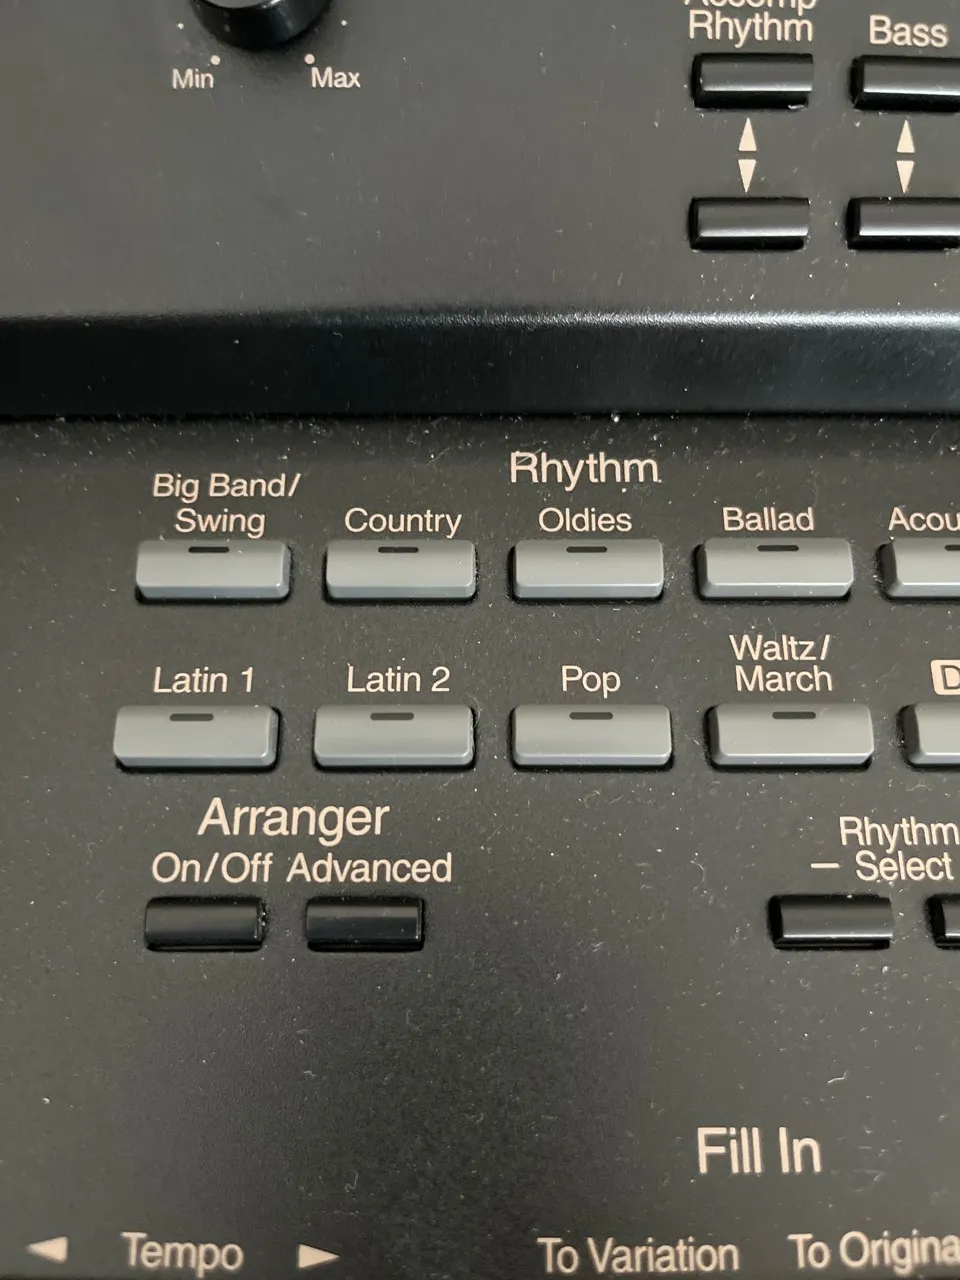 Rhythm
Bass
Min
Max
Rhythm
Big Band/
Swing
Country
Oldies
Ballad
Latin 1
Latin 2
Pop
Waltz/
March
Arranger
On/Off Advanced
Rhythm
– Select
Fill In
◄ Tempo ►
To Variation
To